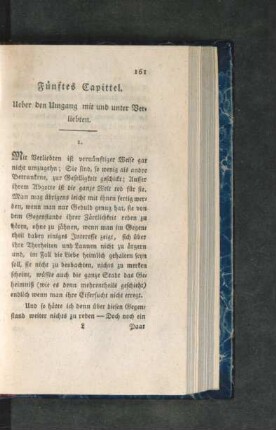 161
Fünftes Capittel.
Ueber den Umgang mit und unter Ver-
liebten.
1.
Mit Verliebten ist vernünftiger Weise gar
nicht umzugehn; Sie sind, so wenig als andre
Betrunkene, zur Geselligkeit geschickt; Ausser
ihrem Abgotte ist die ganze Welt todt für sie.
Man mag übrigens leicht mit ihnen fertig wer-
den, wenn man nur Geduld genug hat, sie von
dem Gegenstande ihrer Zärtlichkeit reden zu
hören, ohne zu jähnen, wenn man im Gegen
theil dabey einiges Interesse zeigt, sich über
ihre Thorheiten und Launen nicht zu ärgern
und, im Fall die Liebe heimlich gehalten seyn
soll, sie nicht zu beobachten, nichts zu merken
scheint, wüßte auch die ganze Stadt das Ge-
heimniß (wie es denn mehrentheils geschieht)
endlich wenn man ihre Eifersucht nicht erregt.
Und so hätte ich denn über diesen Gegen-
stand weiter nichts zu reden — Doch noch ein
L Paar